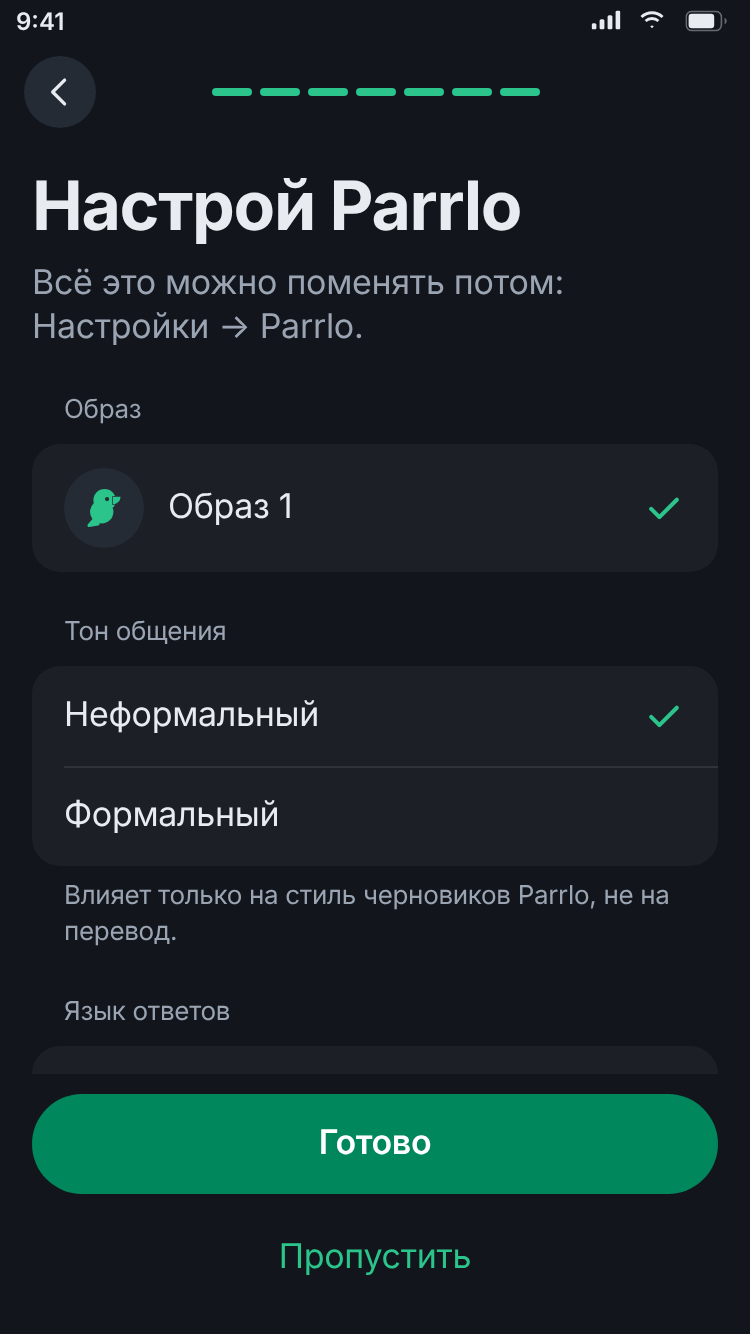 9:41
Настрой Parrlo
Всё это можно поменять потом:
Настройки → Parrlo.
Образ
Образ 1
Тон общения
Неформальный
Формальный
Влияет только на стиль черновиков Parrlo, не на
перевод.
Язык ответов
Готово
Пропустить